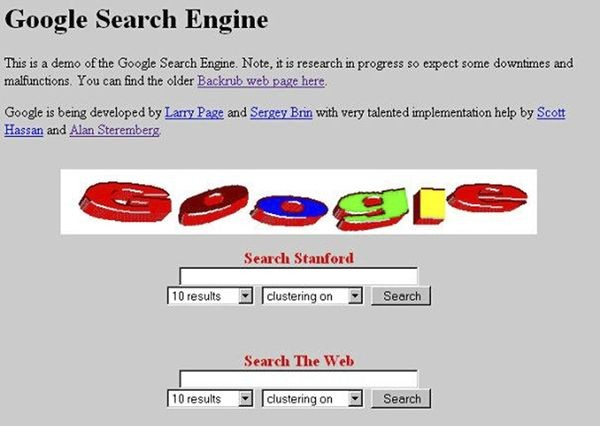 Google Search Engine
This is a demo of the Google Search Engine. Note, it is research in progress so expect some downtimes and
malfunctions. You can find the older Backrub web page here.
Google is being developed by Larry Page and Sergey Brin with very talented implementation help by Scott
Hassan and Alan Steremberg.
Google
Search Stanford
10 results clustering on Search
Search The Web
10 results clustering on Search